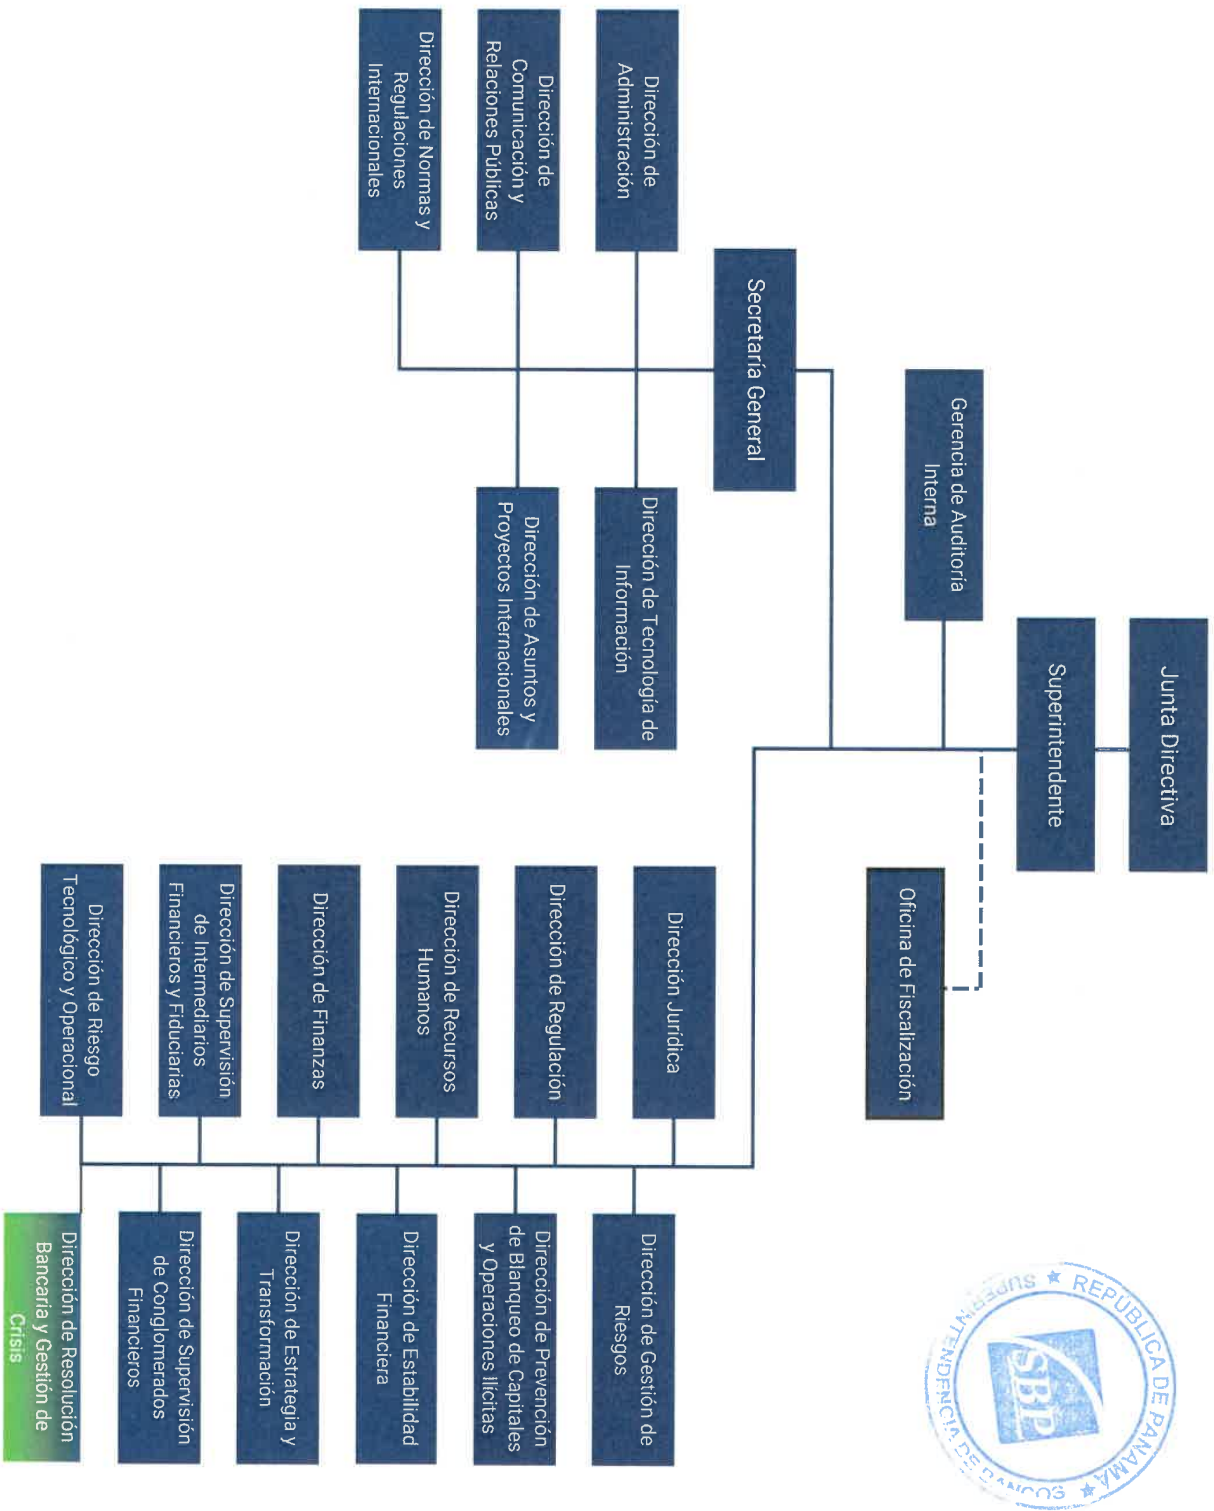 Junta Directiva
Superintendente
Gerencia de Auditoría
Interna
Oficina de Fiscalización
Secretaría General
Dirección de
Administración
Dirección de Tecnología de
Información
Dirección de
Comunicación y
Relaciones Públicas
Dirección de Asuntos y
Proyectos Internacionales
Dirección de Normas y
Regulaciones
Internacionales
Dirección Jurídica
Dirección de Gestión de
Riesgos
Dirección de Regulación
Dirección de Prevención
de Blanqueo de Capitales
y Operaciones Ilícitas
Dirección de Recursos
Humanos
Dirección de Estabilidad
Financiera
Dirección de Finanzas
Dirección de Estrategia y
Transformación
Dirección de Supervisión
de Intermediarios
Financieros y Fiduciarias
Dirección de Supervisión
de Conglomerados
Financieros
Dirección de Riesgo
Tecnológico y Operacional
Dirección de Resolución
Bancaria y Gestión de
Crisis
REPÚBLICA DE PANAMÁ
SUPERINTENDENCIA DE BANCOS
SBP